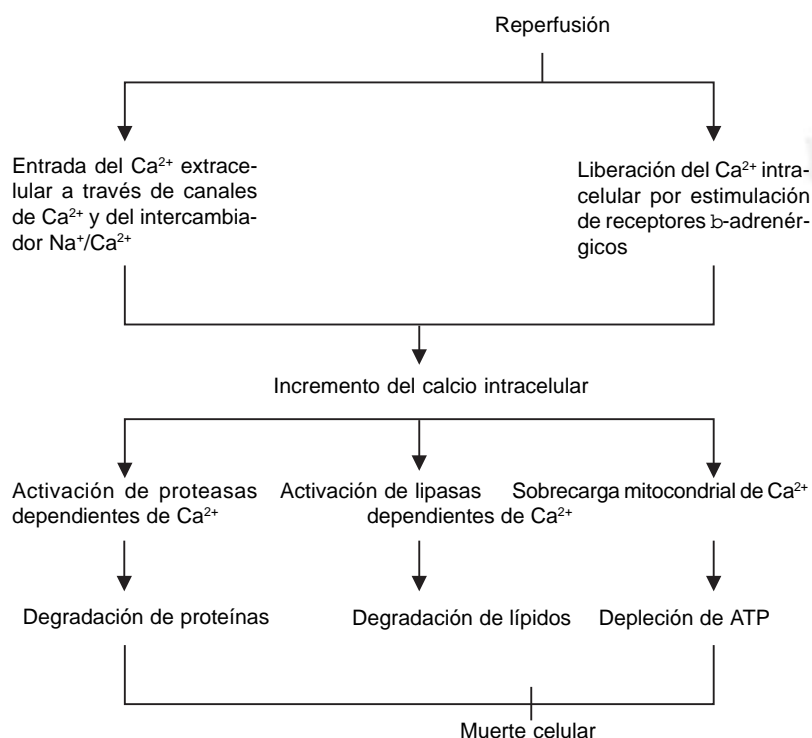 Reperfusión
Entrada del Ca²⁺ extrace-
lular a través de canales
de Ca²⁺ y del intercambia-
dor Na⁺/Ca²⁺
Liberación del Ca²⁺ intra-
celular por estimulación
de receptores b-adrenér-
gicos
Incremento del calcio intracelular
Activación de proteasas
dependientes de Ca²⁺
Activación de lipasas
dependientes de Ca²⁺
Sobrecarga mitocondrial de Ca²⁺
Degradación de proteínas
Degradación de lípidos
Depleción de ATP
Muerte celular